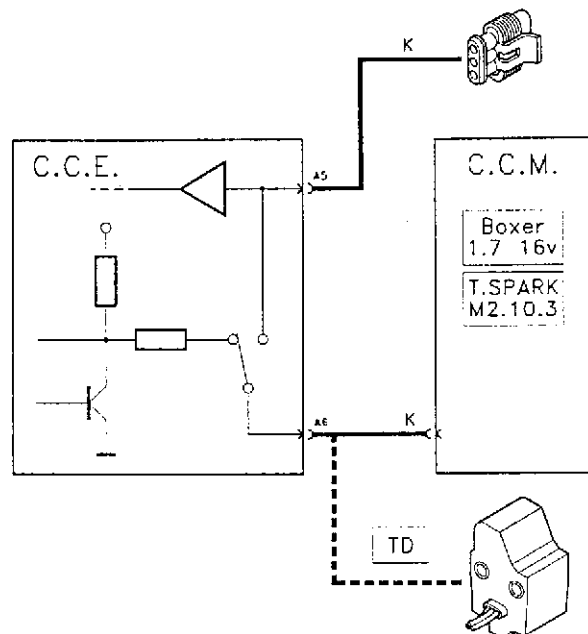 K
C.C.E.
A5
C.C.M.
Boxer
1.7 16v
T.SPARK
M2.10.3
A6
K
TD